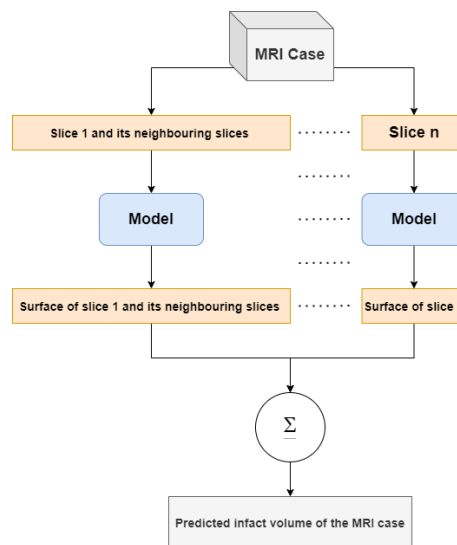 MRI Case
Slice 1 and its neighbouring slices
Slice n
Model
Model
Surface of slice 1 and its neighbouring slices
Surface of slice
Σ
Predicted infact volume of the MRI case